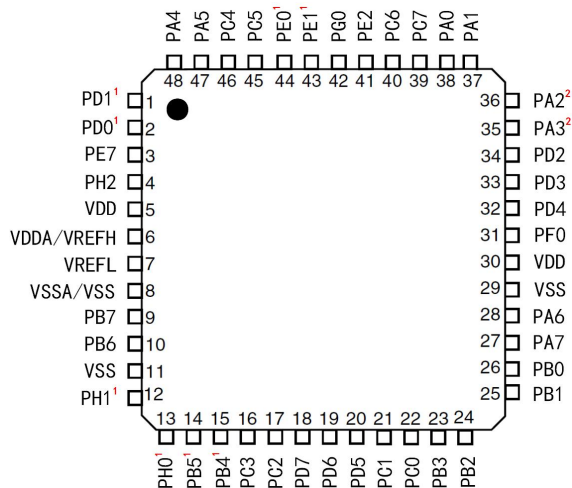 PA4 PA5 PC4 PC5 PE0¹ PE1¹ PG0 PE2 PC6 PC7 PA0 PA1
48 47 46 45 44 43 42 41 40 39 38 37
PD1¹ 1 36 PA2²
PD0¹ 2 35 PA3²
PE7 3 34 PD2
PH2 4 33 PD3
VDD 5 32 PD4
VDDA/VREFH 6 31 PF0
VREFL 7 30 VDD
VSSA/VSS 8 29 VSS
PB7 9 28 PA6
PB6 10 27 PA7
VSS 11 26 PB0
PH1¹ 12 25 PB1
13 14 15 16 17 18 19 20 21 22 23 24
PH0¹ PB5¹ PB4¹ PC3 PC2 PD7 PD6 PD5 PC1 PC0 PB3 PB2